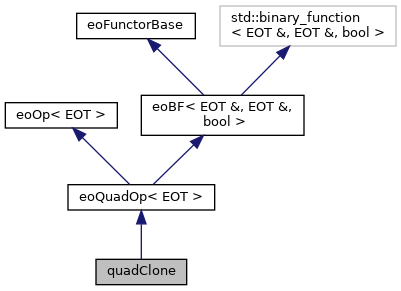 eoFunctorBase
std::binary_function
< EOT &, EOT &, bool >
eoOp< EOT >
eoBF< EOT &, EOT &,
bool >
eoQuadOp< EOT >
quadClone